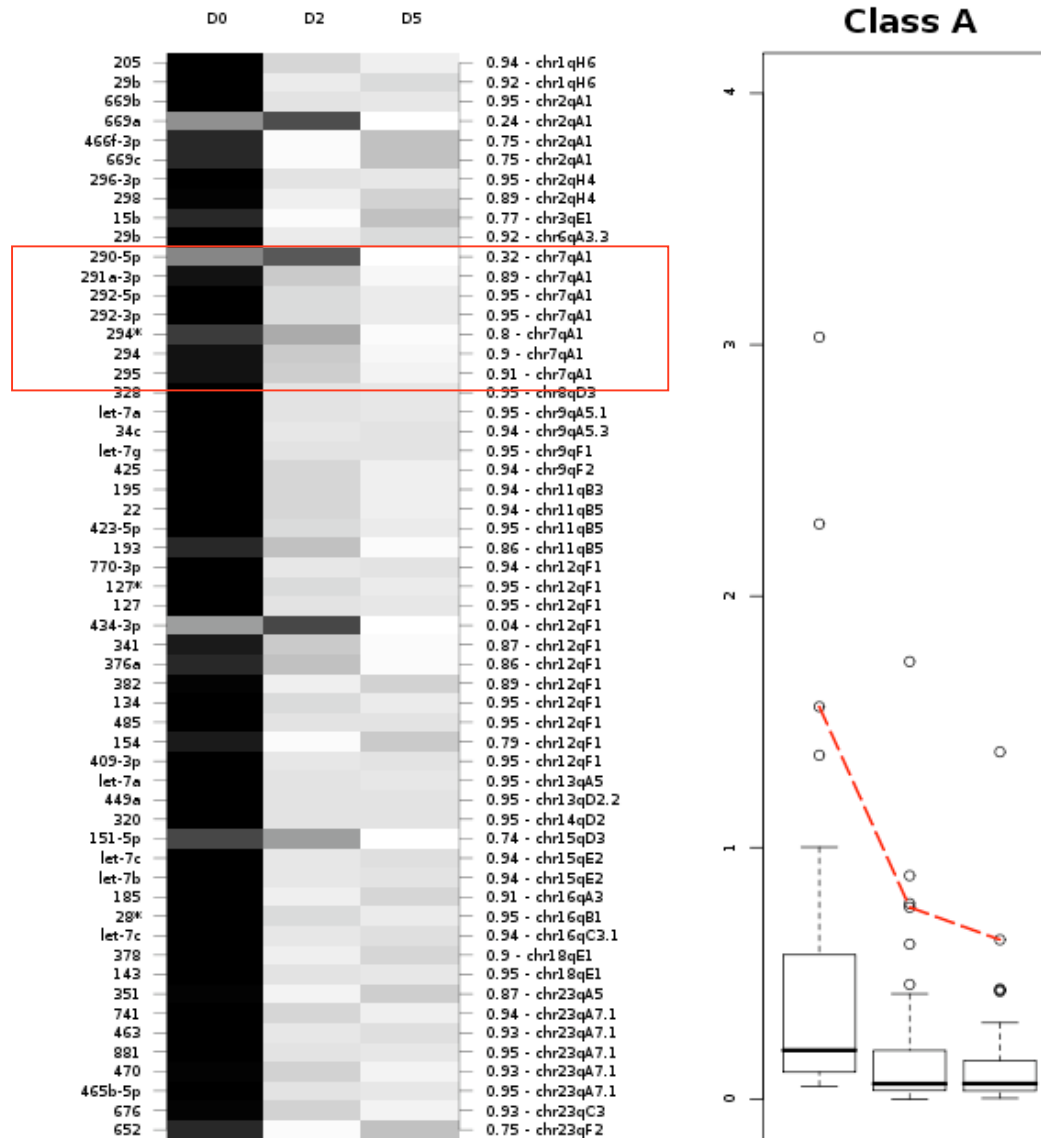 D0 D2 D5
Class A
205 0.94 - chr1qH6
29b 0.92 - chr1qH6
669b 0.95 - chr2qA1
669a 0.24 - chr2qA1
466f-3p 0.75 - chr2qA1
669c 0.75 - chr2qA1
296-3p 0.95 - chr2qH4
298 0.89 - chr2qH4
15b 0.77 - chr3qE1
29b 0.92 - chr6qA3.3
290-5p 0.32 - chr7qA1
291a-3p 0.89 - chr7qA1
292-5p 0.95 - chr7qA1
292-3p 0.95 - chr7qA1
294* 0.8 - chr7qA1
294 0.9 - chr7qA1
295 0.91 - chr7qA1
328 0.95 - chr8qD3
let-7a 0.95 - chr9qA5.1
34c 0.94 - chr9qA5.3
let-7g 0.95 - chr9qF1
425 0.94 - chr9qF2
195 0.94 - chr11qB3
22 0.94 - chr11qB5
423-5p 0.95 - chr11qB5
193 0.86 - chr11qB5
770-3p 0.94 - chr12qF1
127* 0.95 - chr12qF1
127 0.95 - chr12qF1
434-3p 0.04 - chr12qF1
341 0.87 - chr12qF1
376a 0.86 - chr12qF1
382 0.89 - chr12qF1
134 0.95 - chr12qF1
485 0.95 - chr12qF1
154 0.79 - chr12qF1
409-3p 0.95 - chr12qF1
let-7a 0.95 - chr13qA5
449a 0.95 - chr13qD2.2
320 0.95 - chr14qD2
151-5p 0.74 - chr15qD3
let-7c 0.94 - chr15qE2
let-7b 0.94 - chr15qE2
185 0.91 - chr16qA3
28* 0.95 - chr16qB1
let-7c 0.94 - chr16qC3.1
378 0.9 - chr18qE1
143 0.95 - chr18qE1
351 0.87 - chr23qA5
741 0.94 - chr23qA7.1
463 0.93 - chr23qA7.1
881 0.95 - chr23qA7.1
470 0.93 - chr23qA7.1
465b-5p 0.95 - chr23qA7.1
676 0.93 - chr23qC3
652 0.75 - chr23qF2
4
3
2
1
0